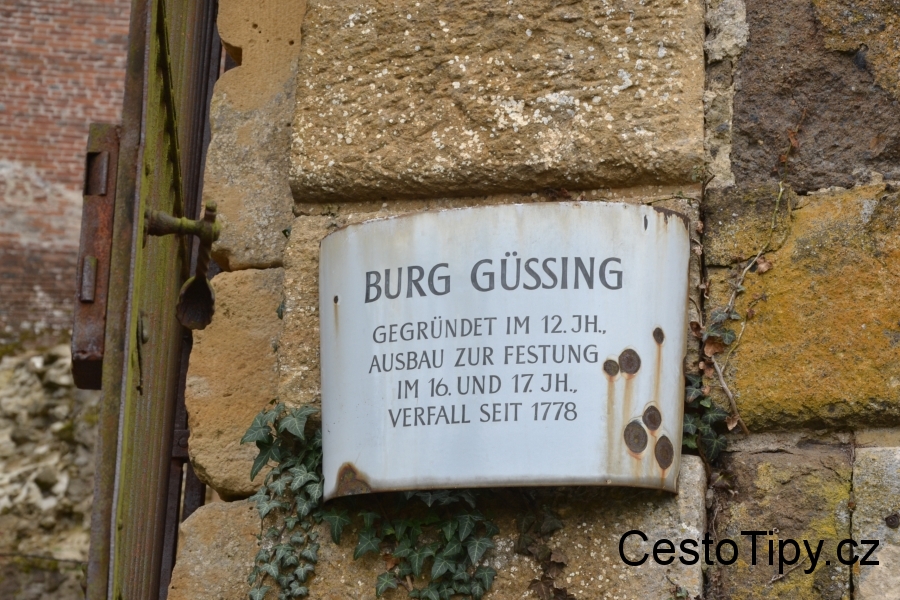 BURG GÜSSING
GEGRÜNDET IM 12. JH.,
AUSBAU ZUR FESTUNG
IM 16. UND 17. JH.,
VERFALL SEIT 1778
CestoTipy.cz